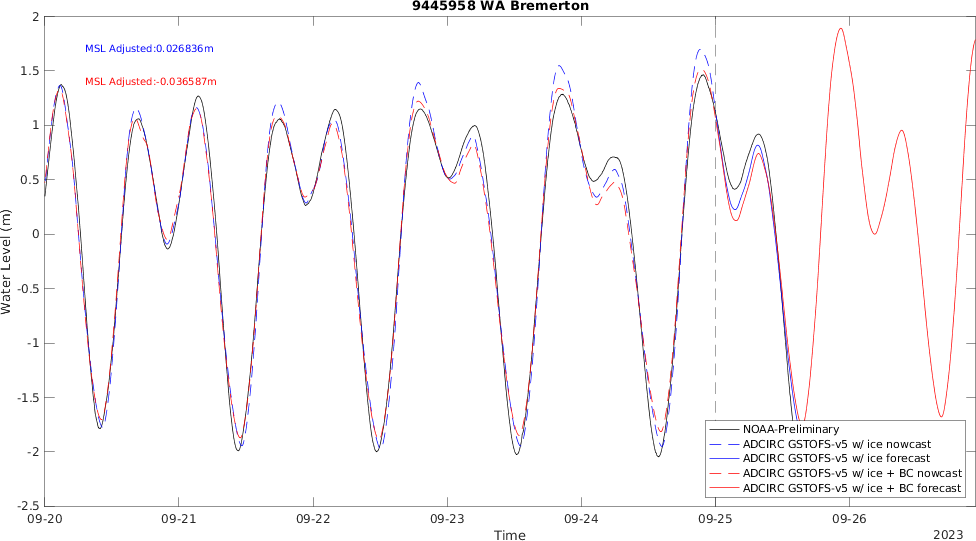 9445958 WA Bremerton
MSL Adjusted:0.026836m
MSL Adjusted:-0.036587m
Water Level (m)
2
1.5
1
0.5
0
-0.5
-1
-1.5
-2
-2.5
NOAA-Preliminary
ADCIRC GSTOFS-v5 w/ ice nowcast
ADCIRC GSTOFS-v5 w/ ice forecast
ADCIRC GSTOFS-v5 w/ ice + BC nowcast
ADCIRC GSTOFS-v5 w/ ice + BC forecast
09-20 09-21 09-22 09-23 09-24 09-25 09-26
Time
2023